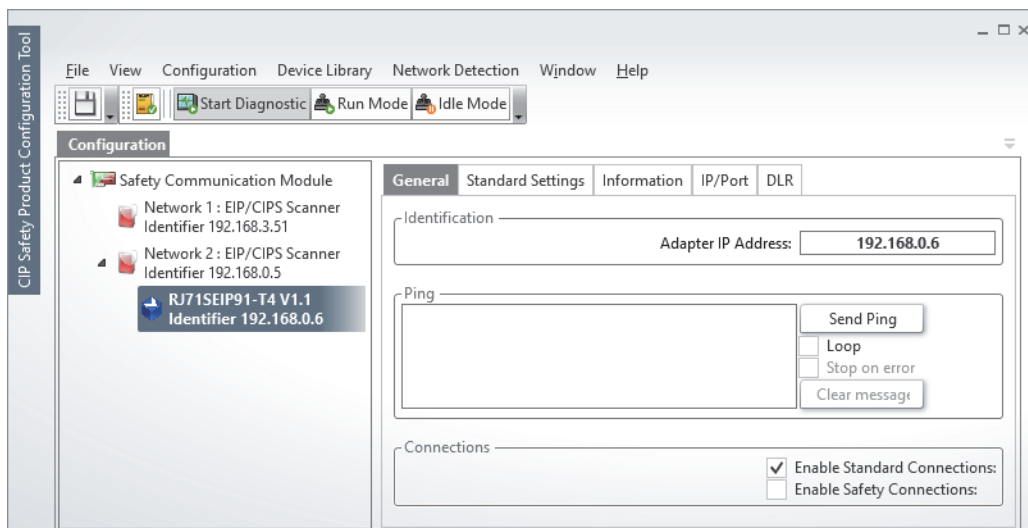 CIP Safety Product Configuration Tool
File View Configuration Device Library Network Detection Window Help
Start Diagnostic Run Mode Idle Mode
Configuration
Safety Communication Module
Network 1 : EIP/CIPS Scanner
Identifier 192.168.3.51
Network 2 : EIP/CIPS Scanner
Identifier 192.168.0.5
RJ71SEIP91-T4 V1.1
Identifier 192.168.0.6
General Standard Settings Information IP/Port DLR
Identification
Adapter IP Address: 192.168.0.6
Ping
Send Ping
Loop
Stop on error
Clear message
Connections
Enable Standard Connections:
Enable Safety Connections: